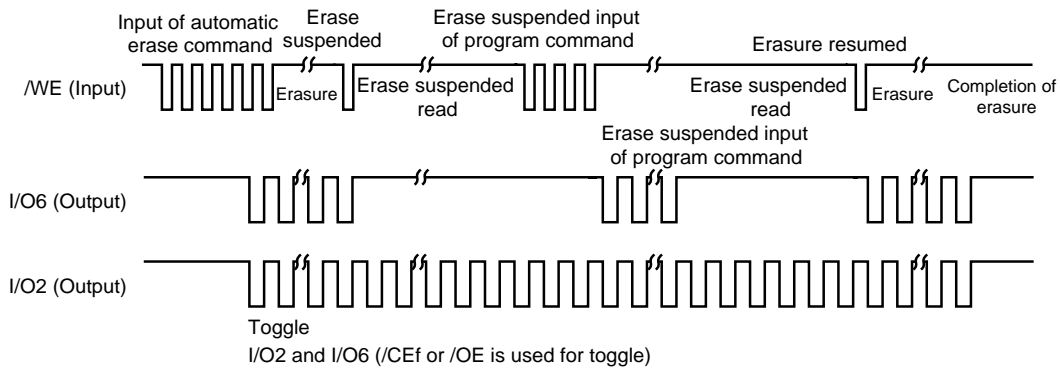 Input of automatic
erase command
Erase
suspended
Erase suspended input
of program command
Erasure resumed
/WE (Input)
Erasure
Erase suspended
read
Erase suspended
read
Erasure
Completion of
erasure
Erase suspended input
of program command
I/O6 (Output)
I/O2 (Output)
Toggle
I/O2 and I/O6 (/CEf or /OE is used for toggle)